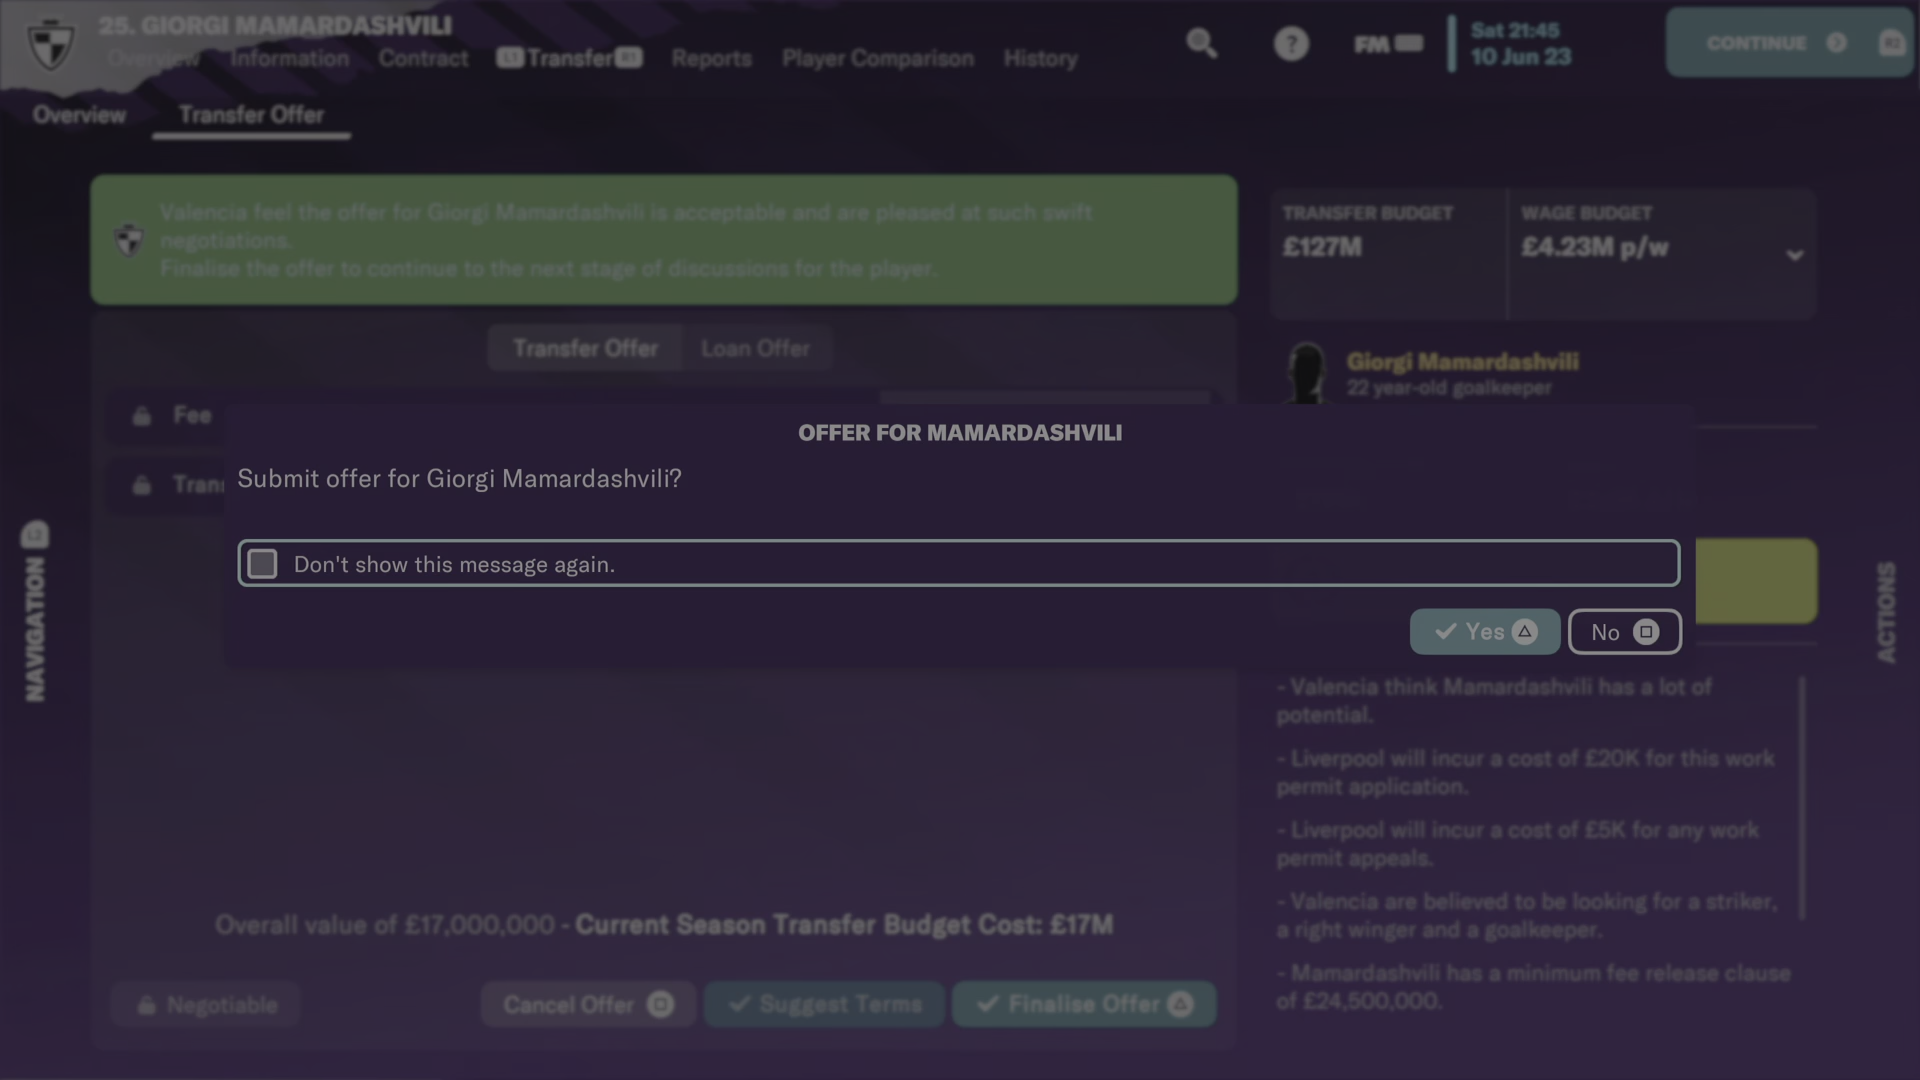 25. GIORGI MAMARDASHVILI
Overview Information Contract L1 Transfer R1 Reports Player Comparison History
? FM
Sat 21:45
10 Jun 23
CONTINUE R2
Overview Transfer Offer
Valencia feel the offer for Giorgi Mamardashvili is acceptable and are pleased at such swift
negotiations.
Finalise the offer to continue to the next stage of discussions for the player.
TRANSFER BUDGET
£127M
WAGE BUDGET
£4.23M p/w
Transfer Offer Loan Offer
Giorgi Mamardashvili
22 year-old goalkeeper
Fee
OFFER FOR MAMARDASHVILI
Submit offer for Giorgi Mamardashvili?
Don't show this message again.
Yes No
L2
NAVIGATION
ACTIONS
- Valencia think Mamardashvili has a lot of
potential.
- Liverpool will incur a cost of £20K for this work
permit application.
- Liverpool will incur a cost of £5K for any work
permit appeals.
- Valencia are believed to be looking for a striker,
a right winger and a goalkeeper.
- Mamardashvili has a minimum fee release clause
of £24,500,000.
Overall value of £17,000,000 - Current Season Transfer Budget Cost: £17M
Negotiable Cancel Offer Suggest Terms Finalise Offer